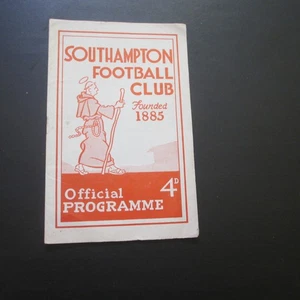 SOUTHAMPTON
FOOTBALL
CLUB
Founded
1885
Official 4D
PROGRAMME